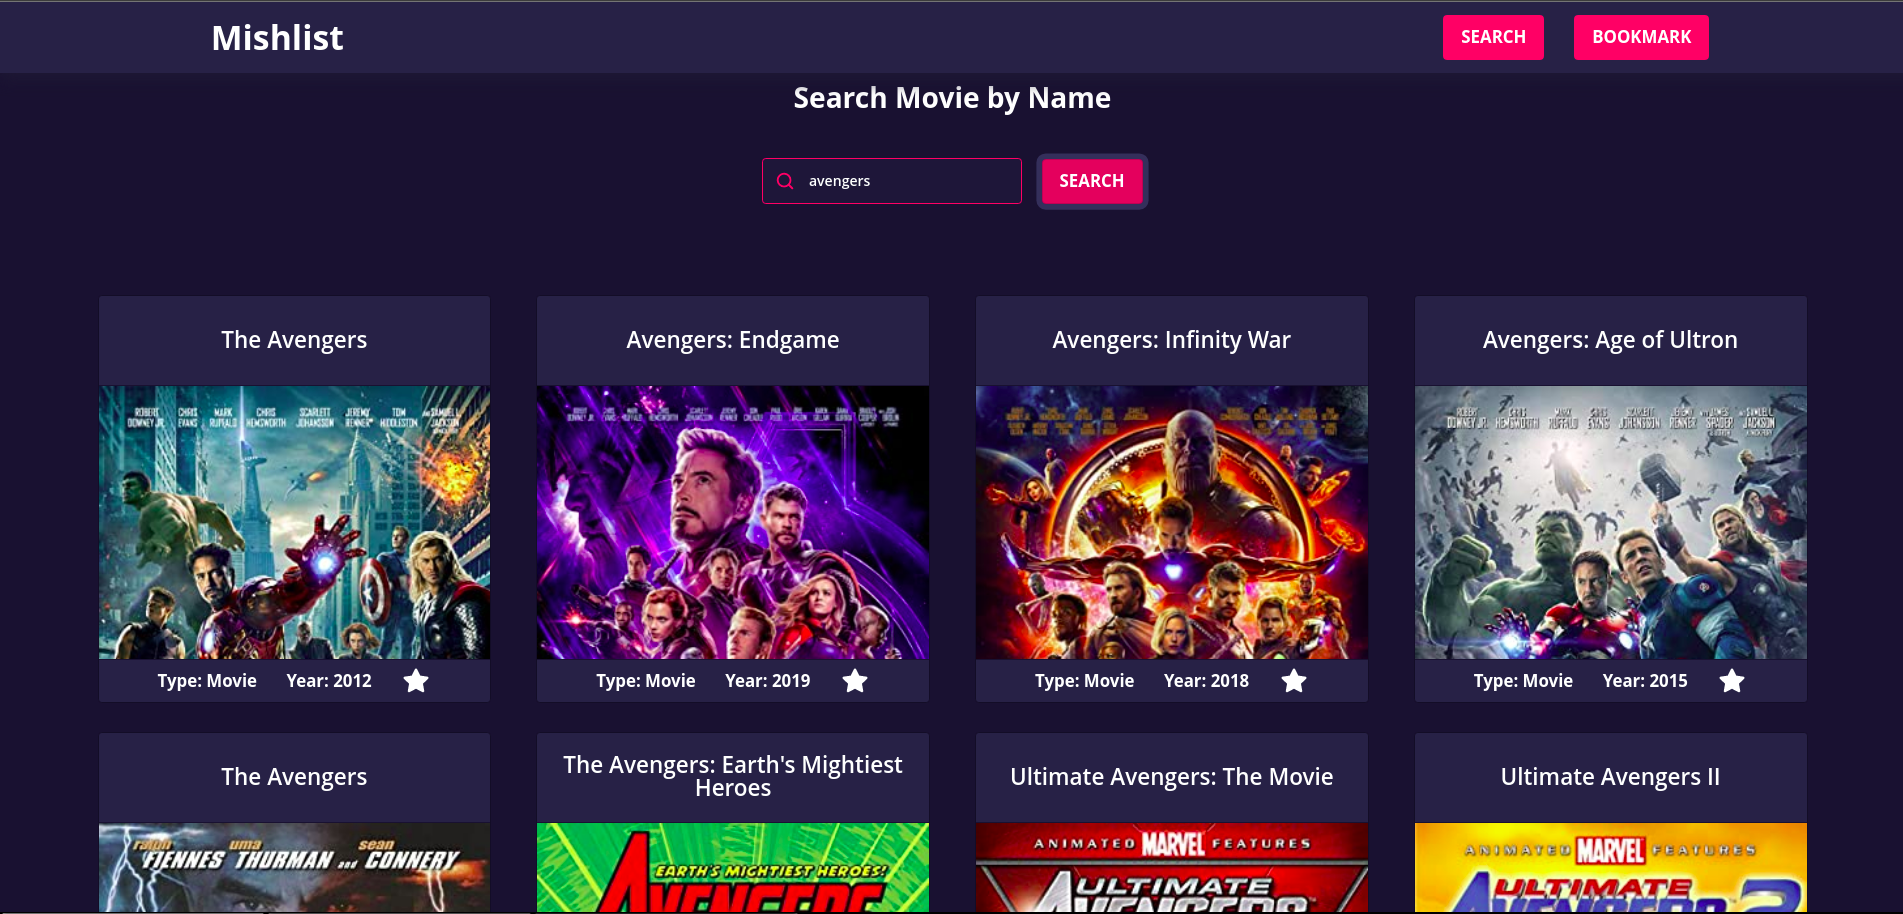 Mishlist
SEARCH
BOOKMARK
Search Movie by Name
avengers
SEARCH
The Avengers
Avengers: Endgame
Avengers: Infinity War
Avengers: Age of Ultron
ROBERT DOWNEY JR. CHRIS EVANS MARK RUFFALO CHRIS HEMSWORTH SCARLETT JOHANSSON JEREMY RENNER TOM HIDDLESTON AND SAMUEL L. JACKSON
ROBERT DOWNEY JR. CHRIS HEMSWORTH MARK RUFFALO CHRIS EVANS SCARLETT JOHANSSON JEREMY RENNER WITH JAMES SPADER AND SAMUEL L. JACKSON
Type: Movie Year: 2012
Type: Movie Year: 2019
Type: Movie Year: 2018
Type: Movie Year: 2015
The Avengers
The Avengers: Earth's Mightiest
Heroes
Ultimate Avengers: The Movie
Ultimate Avengers II
ralph uma sean
FIENNES THURMAN and CONNERY
EARTH'S MIGHTIEST HEROES!
AVENGERS
ANIMATED MARVEL FEATURES
ULTIMATE
AVENGERS
ANIMATED MARVEL FEATURES
ULTIMATE
AVENGERS 2